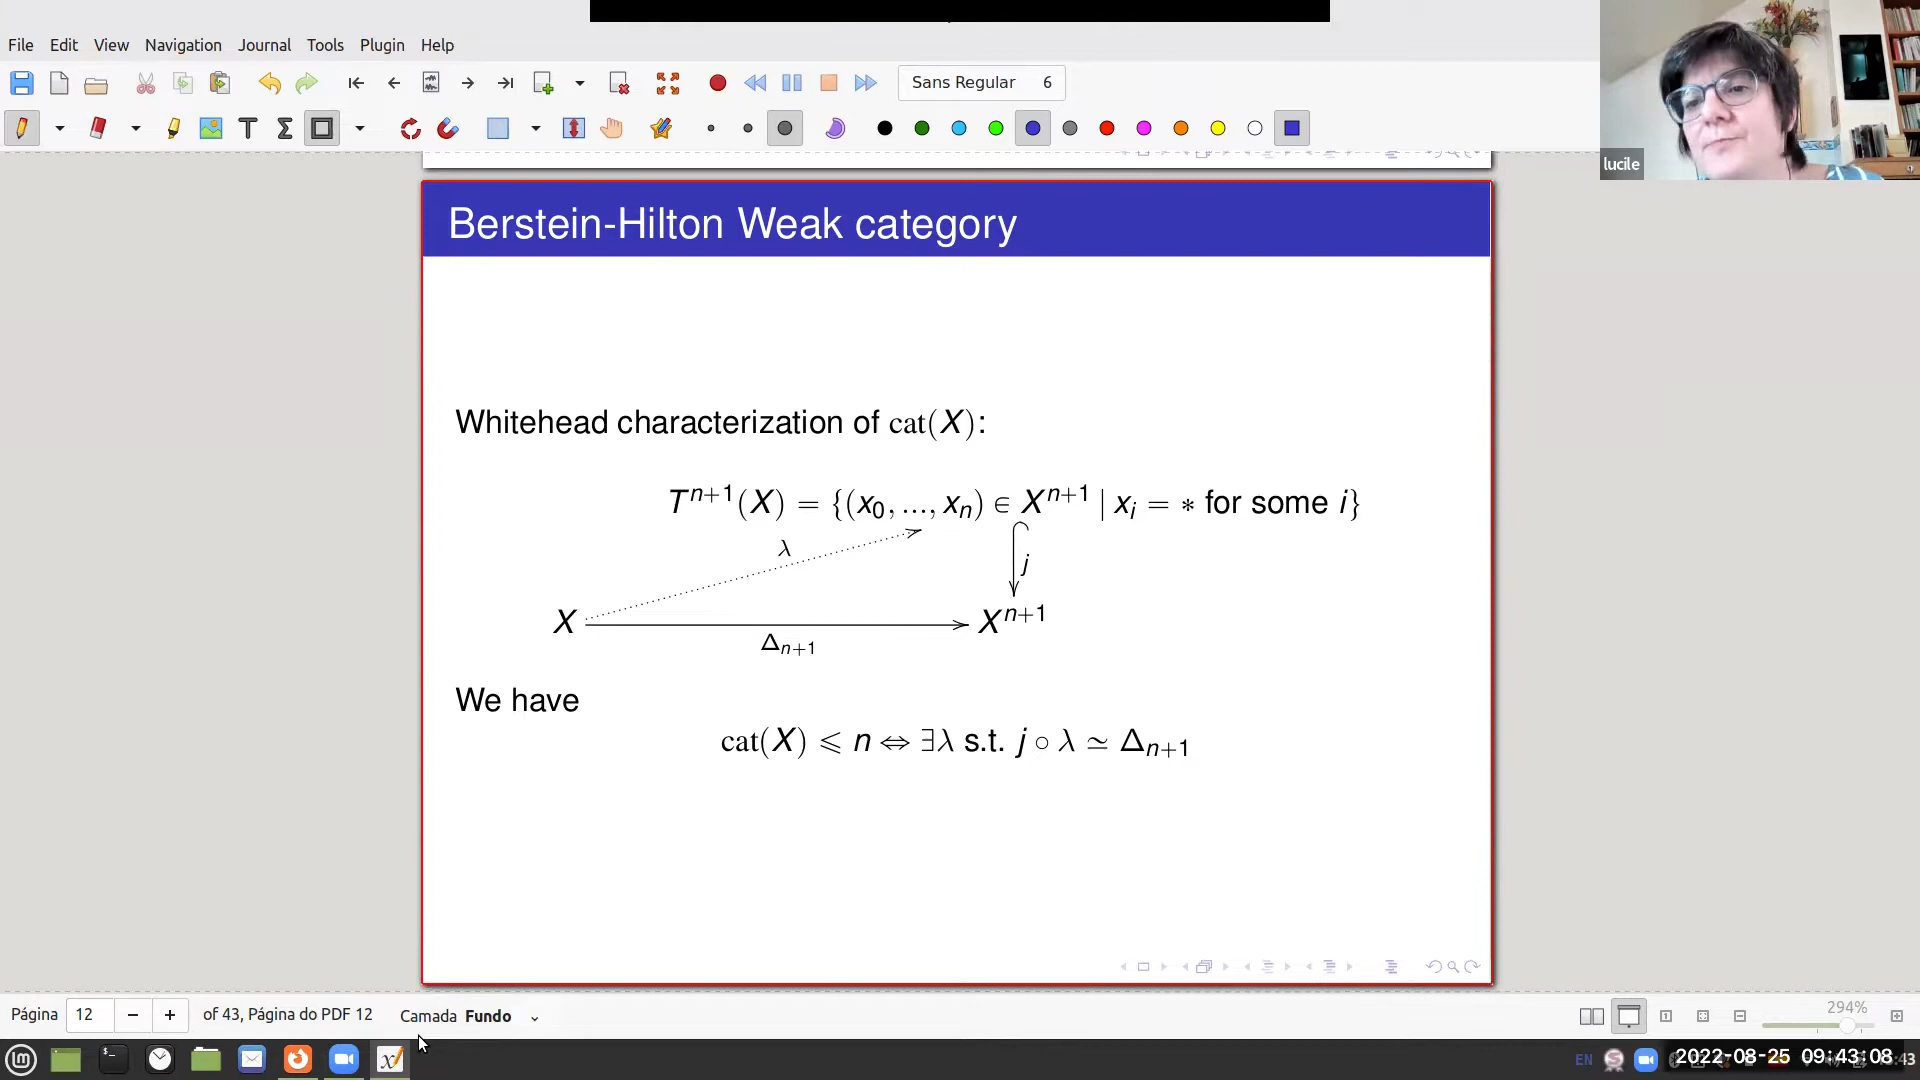 File Edit View Navigation Journal Tools Plugin Help
Sans Regular 6
lucile
Berstein-Hilton Weak category
Whitehead characterization of cat(X):
T^{n+1}(X) = {(x_0, ..., x_n) ∈ X^{n+1} | x_i = * for some i}
λ
j
X X^{n+1}
Δ_{n+1}
We have
cat(X) ⩽ n ⇔ ∃λ s.t. j ∘ λ ≃ Δ_{n+1}
Página 12 of 43, Página do PDF 12 Camada Fundo
294%
EN 2022-08-25 09:43:08 :43